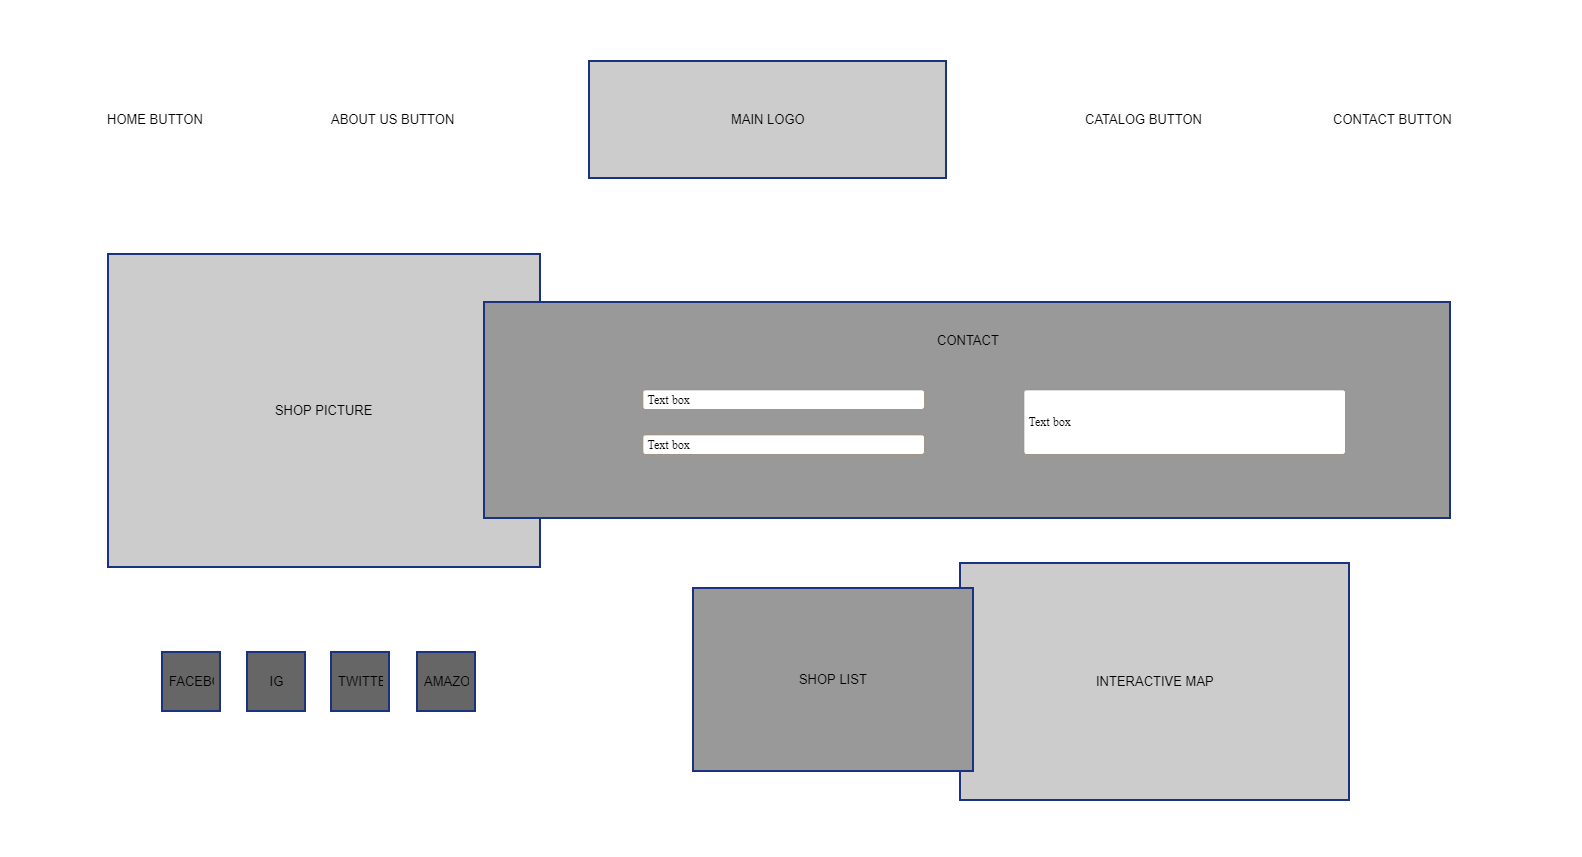 HOME BUTTON
ABOUT US BUTTON
MAIN LOGO
CATALOG BUTTON
CONTACT BUTTON
SHOP PICTURE
CONTACT
Text box
Text box
Text box
FACEB
IG
TWITTE
AMAZO
SHOP LIST
INTERACTIVE MAP